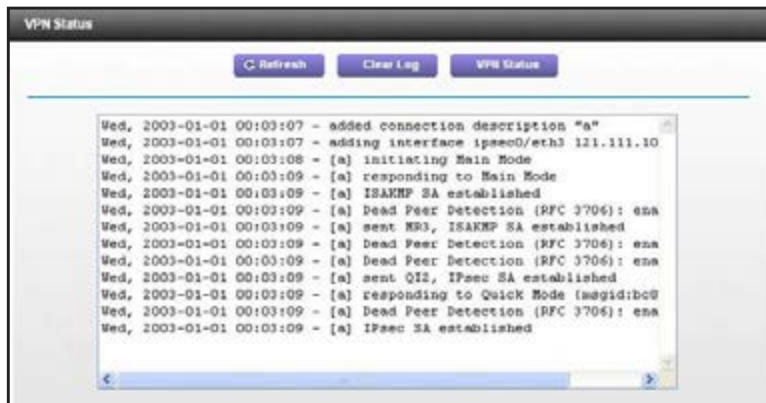 VPN Status
Refresh Clear Log VPN Status
Wed, 2003-01-01 00:03:07 - added connection description "a"
Wed, 2003-01-01 00:03:07 - adding interface ipsec0/eth3 121.111.10
Wed, 2003-01-01 00:03:08 - [a] initiating Main Mode
Wed, 2003-01-01 00:03:09 - [a] responding to Main Mode
Wed, 2003-01-01 00:03:09 - [a] ISAKMP SA established
Wed, 2003-01-01 00:03:09 - [a] Dead Peer Detection (RFC 3706): ena
Wed, 2003-01-01 00:03:09 - [a] sent MR3, ISAKMP SA established
Wed, 2003-01-01 00:03:09 - [a] Dead Peer Detection (RFC 3706): ena
Wed, 2003-01-01 00:03:09 - [a] Dead Peer Detection (RFC 3706): ena
Wed, 2003-01-01 00:03:09 - [a] sent QI2, IPsec SA established
Wed, 2003-01-01 00:03:09 - [a] responding to Quick Mode {msgid:bc0
Wed, 2003-01-01 00:03:09 - [a] Dead Peer Detection (RFC 3706): ena
Wed, 2003-01-01 00:03:09 - [a] IPsec SA established